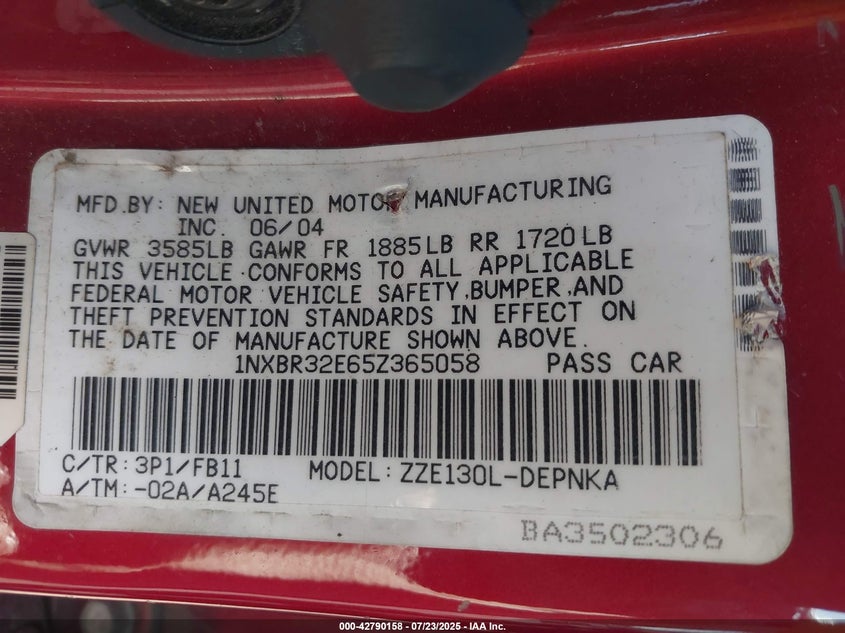 MFD.BY: NEW UNITED MOTOR MANUFACTURING
INC. 06/04
GVWR 3585LB GAWR FR 1885LB RR 1720LB
THIS VEHICLE CONFORMS TO ALL APPLICABLE
FEDERAL MOTOR VEHICLE SAFETY,BUMPER,AND
THEFT PREVENTION STANDARDS IN EFFECT ON
THE DATE OF MANUFACTURE SHOWN ABOVE.
1NXBR32E65Z365058 PASS CAR
C/TR: 3P1/FB11 MODEL: ZZE130L-DEPNKA
A/TM: -02A/A245E
BA3502306
000-42790158 - 07/23/2025 - IAA Inc.